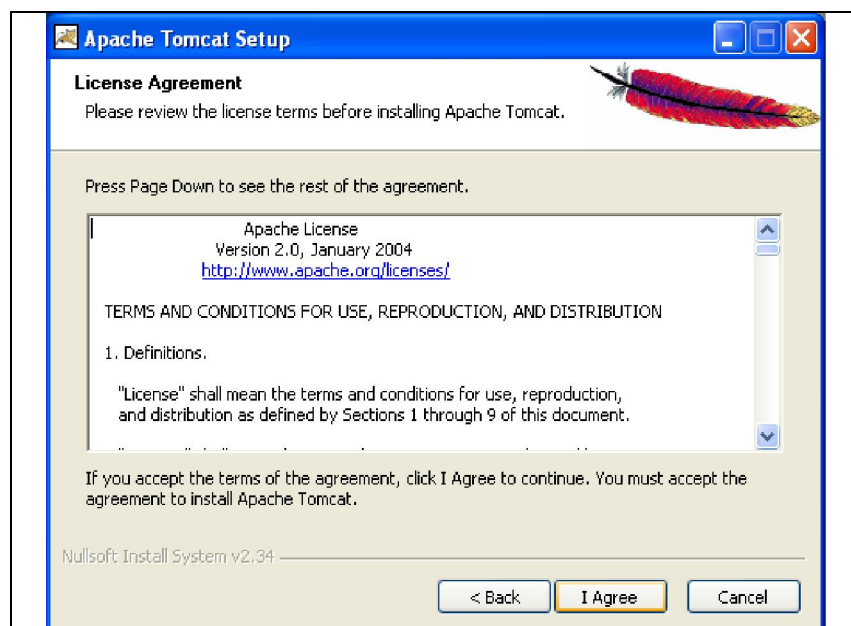 Apache Tomcat Setup
License Agreement
Please review the license terms before installing Apache Tomcat.
Press Page Down to see the rest of the agreement.
Apache License
Version 2.0, January 2004
http://www.apache.org/licenses/
TERMS AND CONDITIONS FOR USE, REPRODUCTION, AND DISTRIBUTION
1. Definitions.
"License" shall mean the terms and conditions for use, reproduction,
and distribution as defined by Sections 1 through 9 of this document.
If you accept the terms of the agreement, click I Agree to continue. You must accept the
agreement to install Apache Tomcat.
Nullsoft Install System v2.34
< Back
I Agree
Cancel